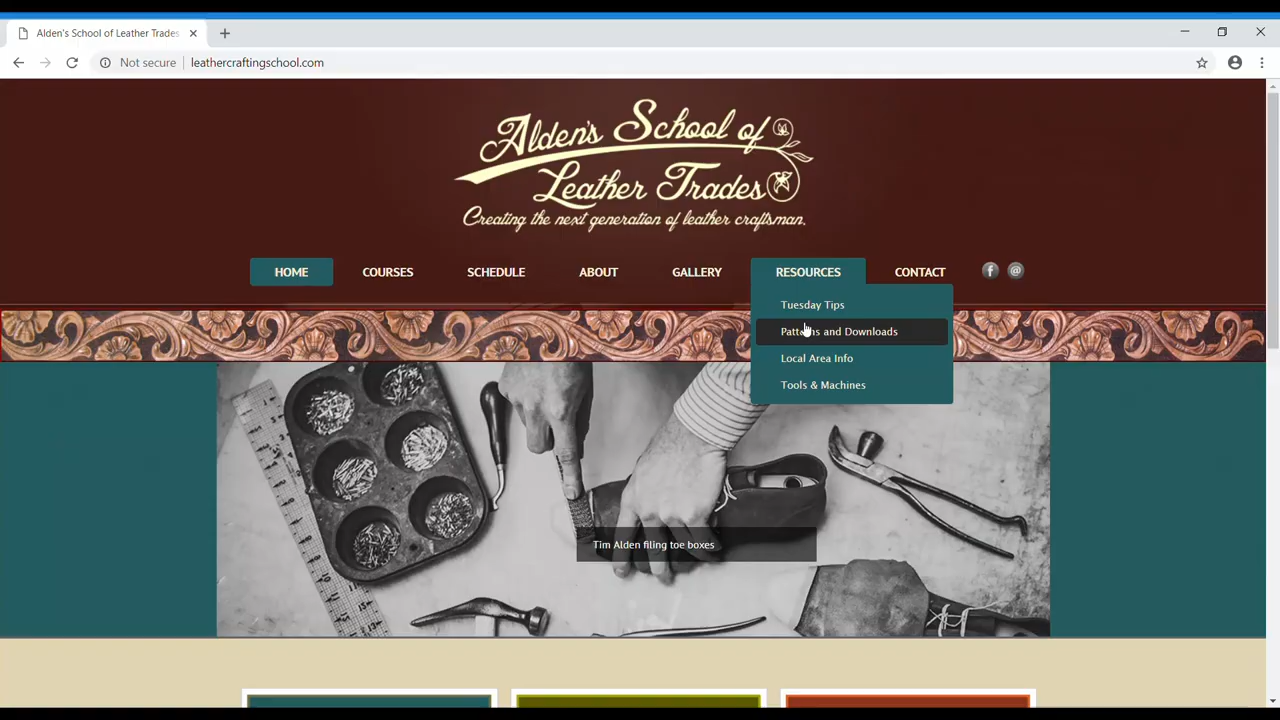 Alden's School of Leather Trades
Not secure
leathercraftingschool.com
Alden's School of
Leather Trades
Creating the next generation of leather craftsman.
HOME COURSES SCHEDULE ABOUT GALLERY RESOURCES CONTACT
f @
Tuesday Tips
Patterns and Downloads
Local Area Info
Tools & Machines
Tim Alden filing toe boxes